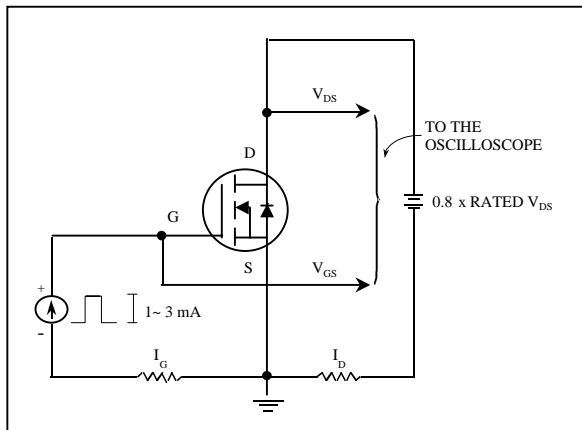 V_DS
TO THE
OSCILLOSCOPE
D
0.8 x RATED V_DS
G
S
V_GS
+
1~ 3 mA
-
I_G
I_D